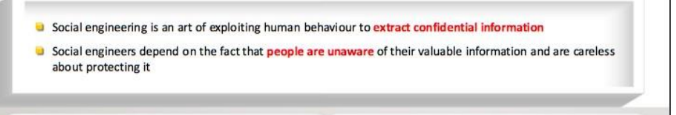 Social engineering is an art of exploiting human behaviour to extract confidential information
Social engineers depend on the fact that people are unaware of their valuable information and are careless
about protecting it